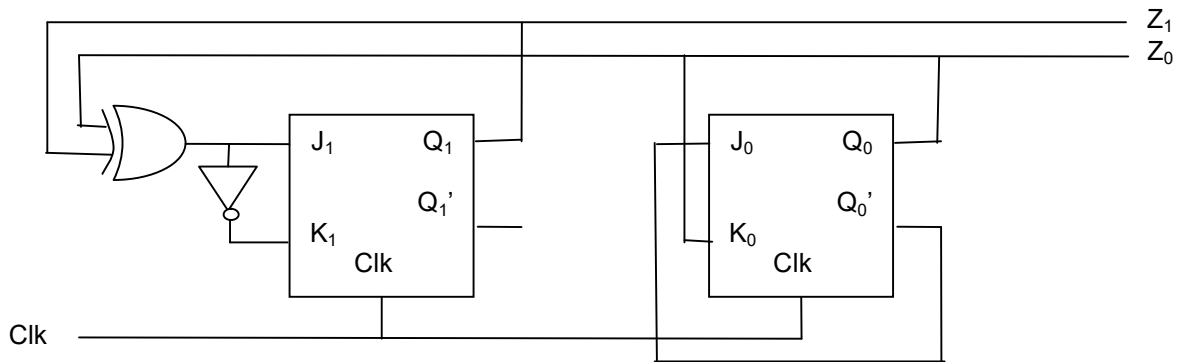 Z₁
Z₀
J₁ Q₁
Q₁’
K₁
Clk
J₀ Q₀
Q₀’
K₀
Clk
Clk